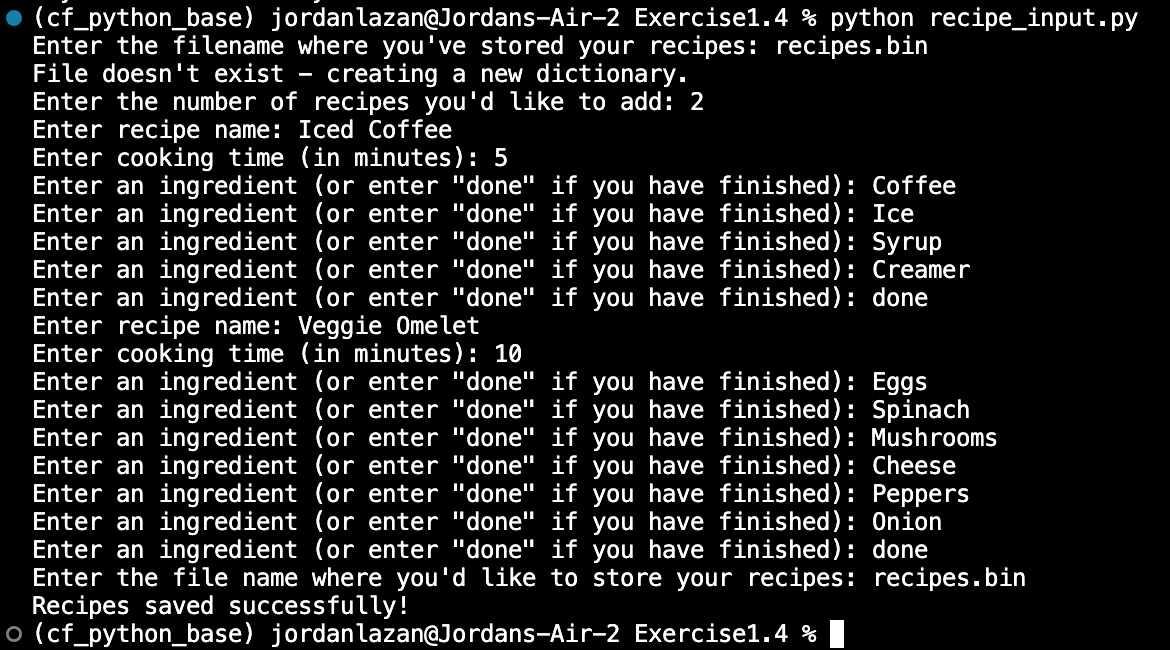 (cf_python_base) jordanlazan@Jordans-Air-2 Exercise1.4 % python recipe_input.py
Enter the filename where you've stored your recipes: recipes.bin
File doesn't exist - creating a new dictionary.
Enter the number of recipes you'd like to add: 2
Enter recipe name: Iced Coffee
Enter cooking time (in minutes): 5
Enter an ingredient (or enter "done" if you have finished): Coffee
Enter an ingredient (or enter "done" if you have finished): Ice
Enter an ingredient (or enter "done" if you have finished): Syrup
Enter an ingredient (or enter "done" if you have finished): Creamer
Enter an ingredient (or enter "done" if you have finished): done
Enter recipe name: Veggie Omelet
Enter cooking time (in minutes): 10
Enter an ingredient (or enter "done" if you have finished): Eggs
Enter an ingredient (or enter "done" if you have finished): Spinach
Enter an ingredient (or enter "done" if you have finished): Mushrooms
Enter an ingredient (or enter "done" if you have finished): Cheese
Enter an ingredient (or enter "done" if you have finished): Peppers
Enter an ingredient (or enter "done" if you have finished): Onion
Enter an ingredient (or enter "done" if you have finished): done
Enter the file name where you'd like to store your recipes: recipes.bin
Recipes saved successfully!
(cf_python_base) jordanlazan@Jordans-Air-2 Exercise1.4 %